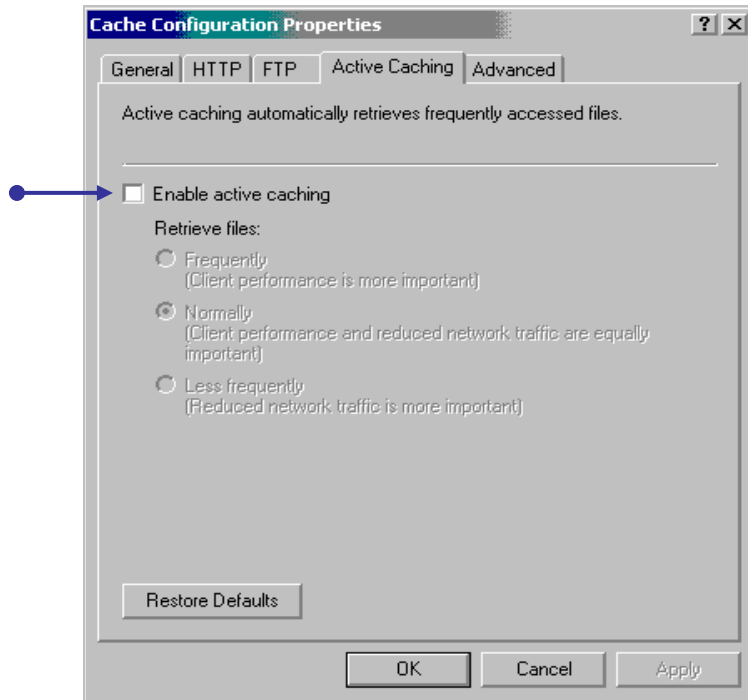 Cache Configuration Properties
General HTTP FTP Active Caching Advanced
Active caching automatically retrieves frequently accessed files.
Enable active caching
Retrieve files:
Frequently
(Client performance is more important)
Normally
(Client performance and reduced network traffic are equally
important)
Less frequently
(Reduced network traffic is more important)
Restore Defaults
OK Cancel Apply